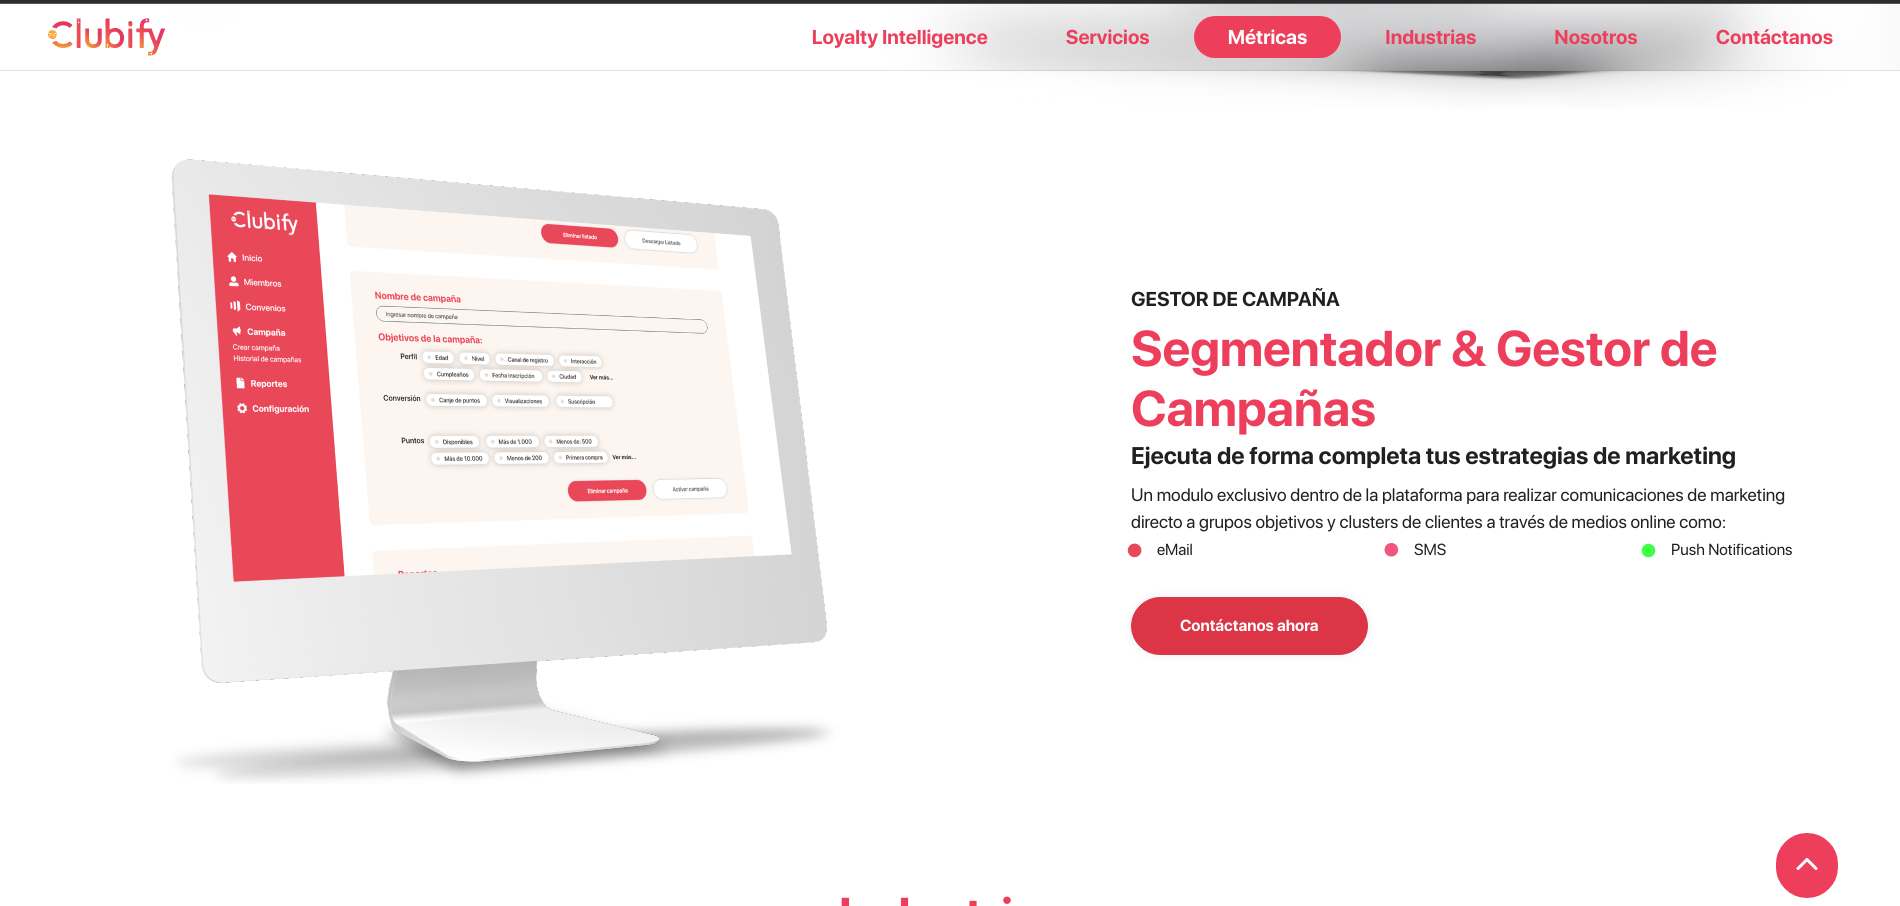 Clubify
Loyalty Intelligence
Servicios
Métricas
Industrias
Nosotros
Contáctanos
Clubify
Inicio
Miembros
Convenios
Campaña
Crear campaña
Historial de campañas
Reportes
Configuración
Eliminar listado
Descargar Listado
Nombre de campaña
Ingresar nombre de campaña
Objetivos de la campaña:
Perfil Edad Nivel Canal de registro Interacción
Cumpleaños Fecha Inscripción Ciudad Ver más...
Conversión Canje de puntos Visualizaciones Suscripción
Puntos Disponibles Más de 1.000 Menos de: 500
Más de 10.000 Menos de 200 Primera compra Ver más...
Eliminar campaña
Activar campaña
GESTOR DE CAMPAÑA
Segmentador & Gestor de
Campañas
Ejecuta de forma completa tus estrategias de marketing
Un modulo exclusivo dentro de la plataforma para realizar comunicaciones de marketing
directo a grupos objetivos y clusters de clientes a través de medios online como:
eMail
SMS
Push Notifications
Contáctanos ahora